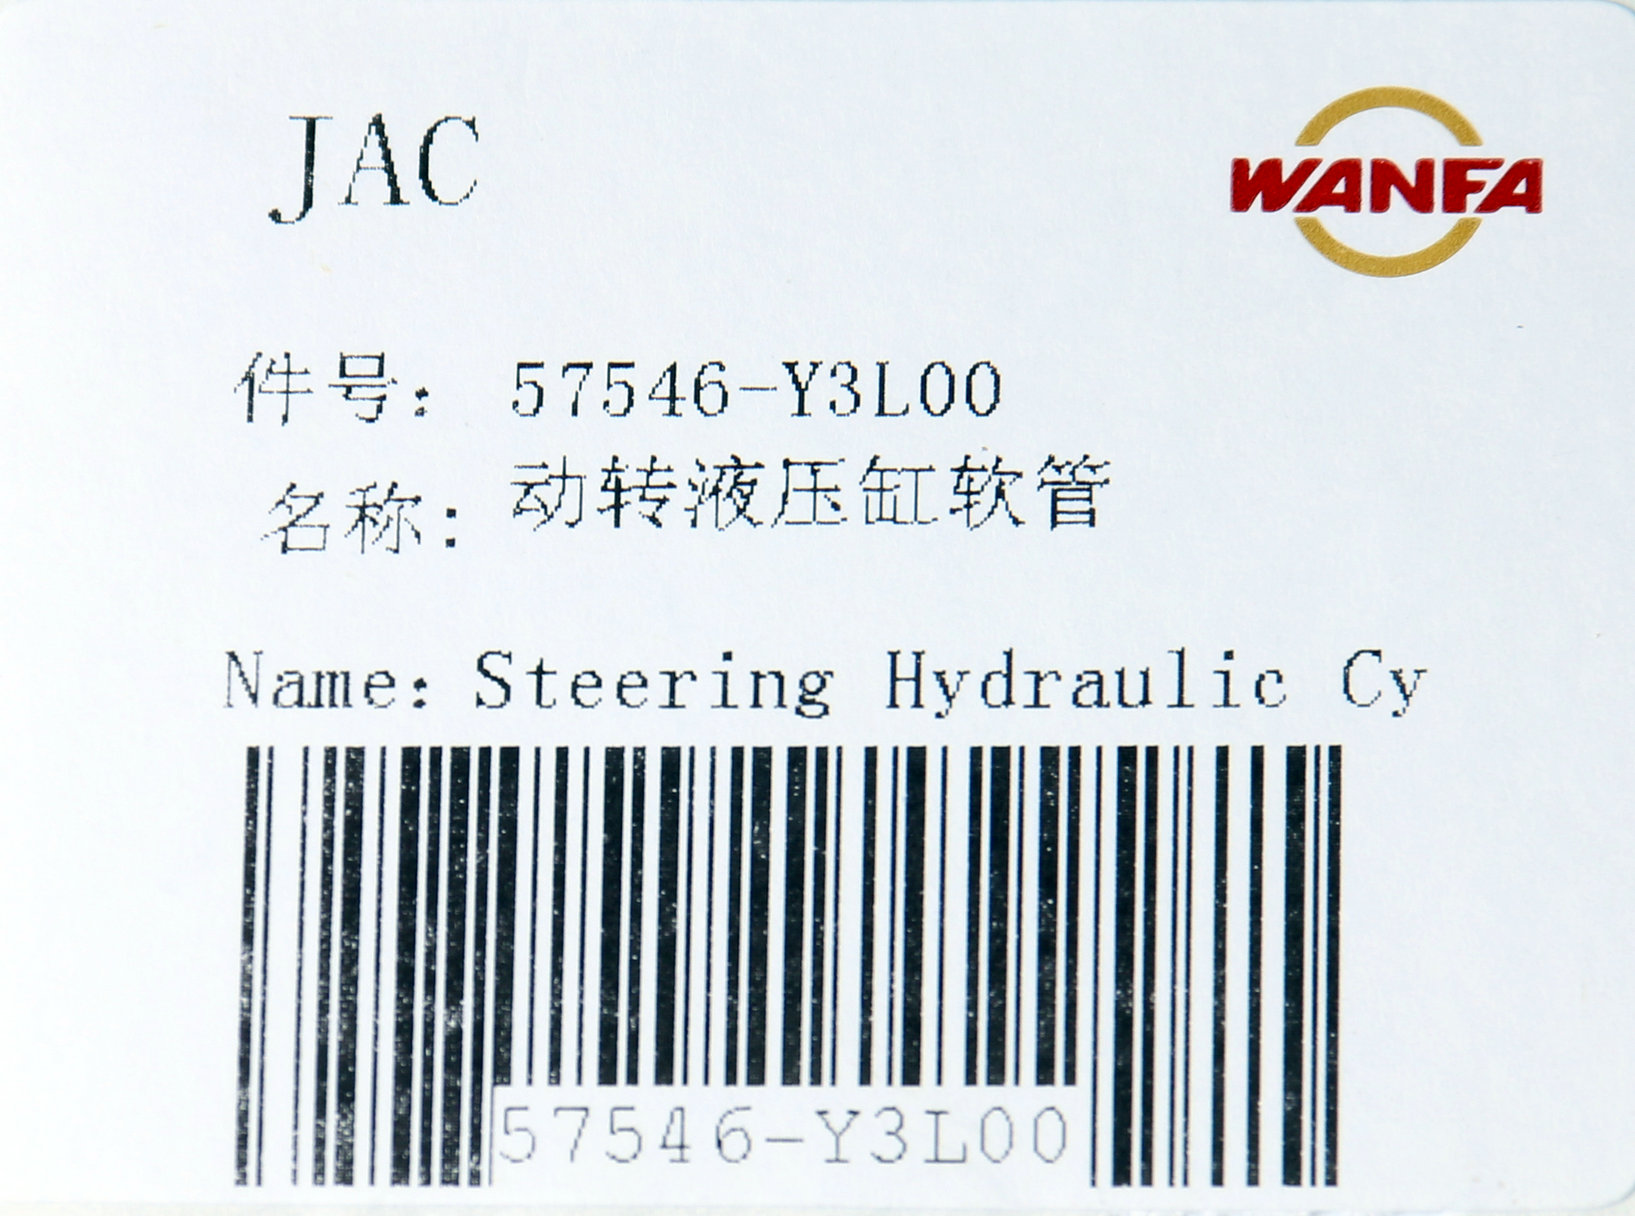 JAC
WANFA
件号: 57546-Y3L00
名称: 动转液压缸软管
Name: Steering Hydraulic Cy
57546-Y3L00